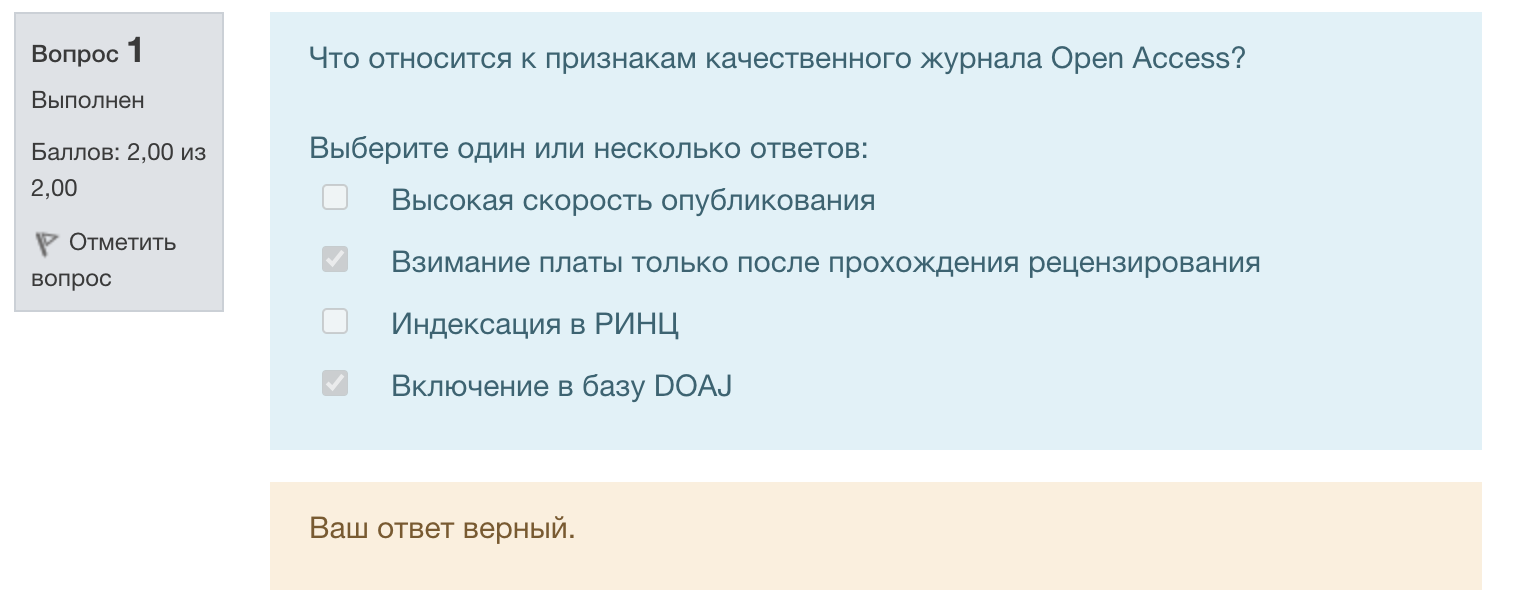 Вопрос 1
Выполнен
Баллов: 2,00 из
2,00
Отметить
вопрос
Что относится к признакам качественного журнала Open Access?
Выберите один или несколько ответов:
Высокая скорость опубликования
Взимание платы только после прохождения рецензирования
Индексация в РИНЦ
Включение в базу DOAJ
Ваш ответ верный.